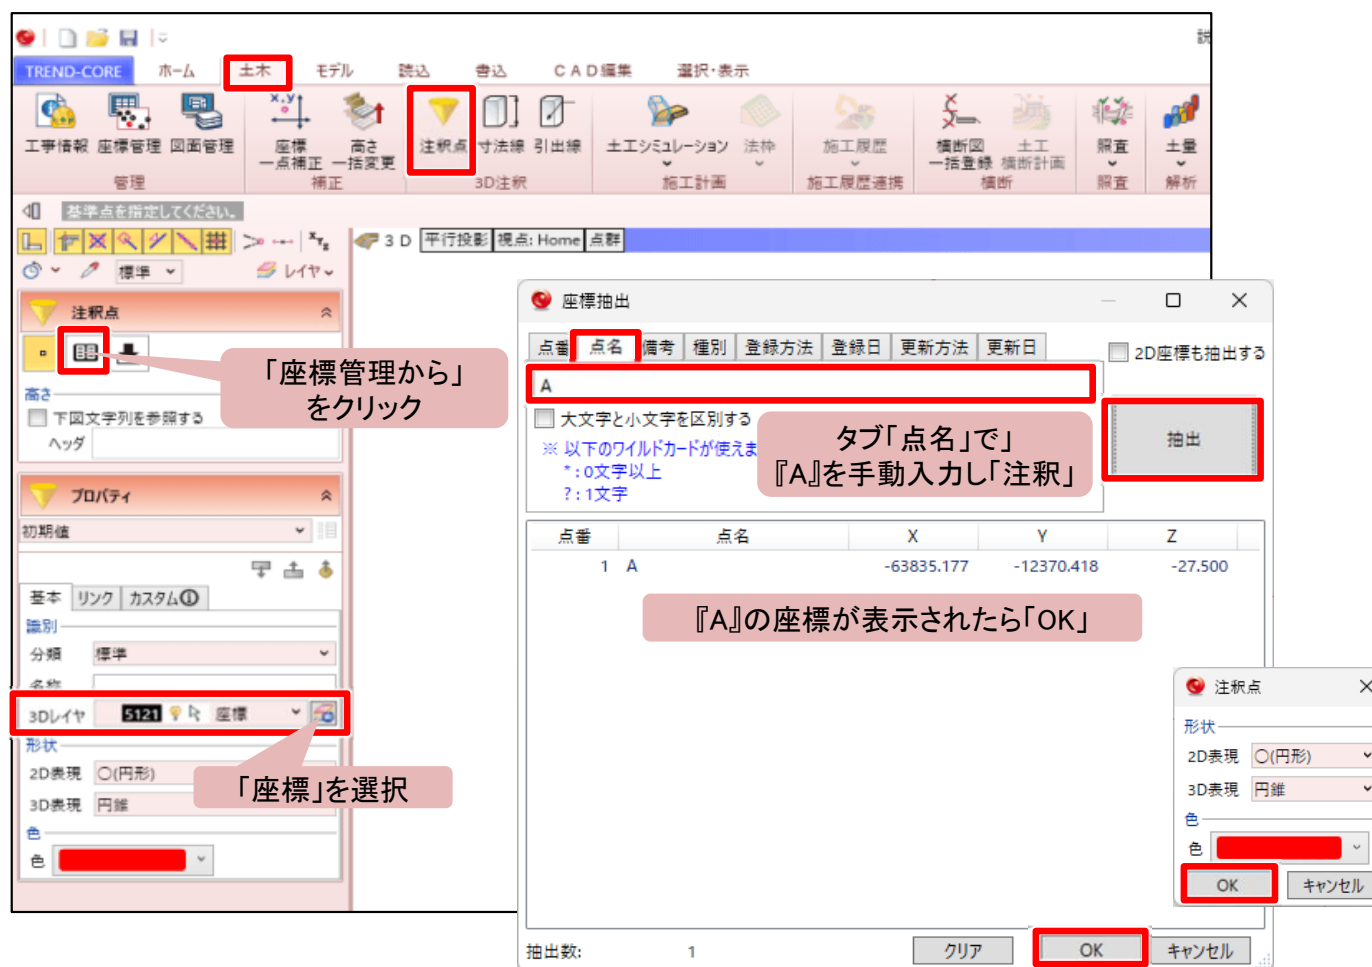 説
TREND-CORE ホーム 土木 モデル 読込 書込 CAD編集 選択・表示
工事情報 座標管理 図面管理 座標一点補正 高さ一括変更 注釈点 寸法線 引出線 土工シミュレーション 法枠 施工履歴 横断図一括登録 土工横断計画 照査 土量
管理 補正 3D注釈 施工計画 施工履歴連携 横断 照査 解析
基準点を指定してください。
3D 平行投影 視点: Home 点群
標準 レイヤ
注釈点
「座標管理から」
をクリック
高さ
下図文字列を参照する
ヘッダ
プロパティ
初期値
基本 リンク カスタム
識別
分類 標準
名称
3Dレイヤ 5121 座標
形状
2D表現 〇(円形)
「座標」を選択
3D表現 円錐
色
色
座標抽出
点番 点名 備考 種別 登録方法 登録日 更新方法 更新日
2D座標も抽出する
A
大文字と小文字を区別する
抽出
※ 以下のワイルドカードが使えま
*:0文字以上
?:1文字
タブ「点名」で」
『A』を手動入力し「注釈」
点番 点名 X Y Z
1 A -63835.177 -12370.418 -27.500
『A』の座標が表示されたら「OK」
抽出数: 1 クリア OK キャンセル
注釈点
形状
2D表現 〇(円形)
3D表現 円錐
色
色
OK キャンセル